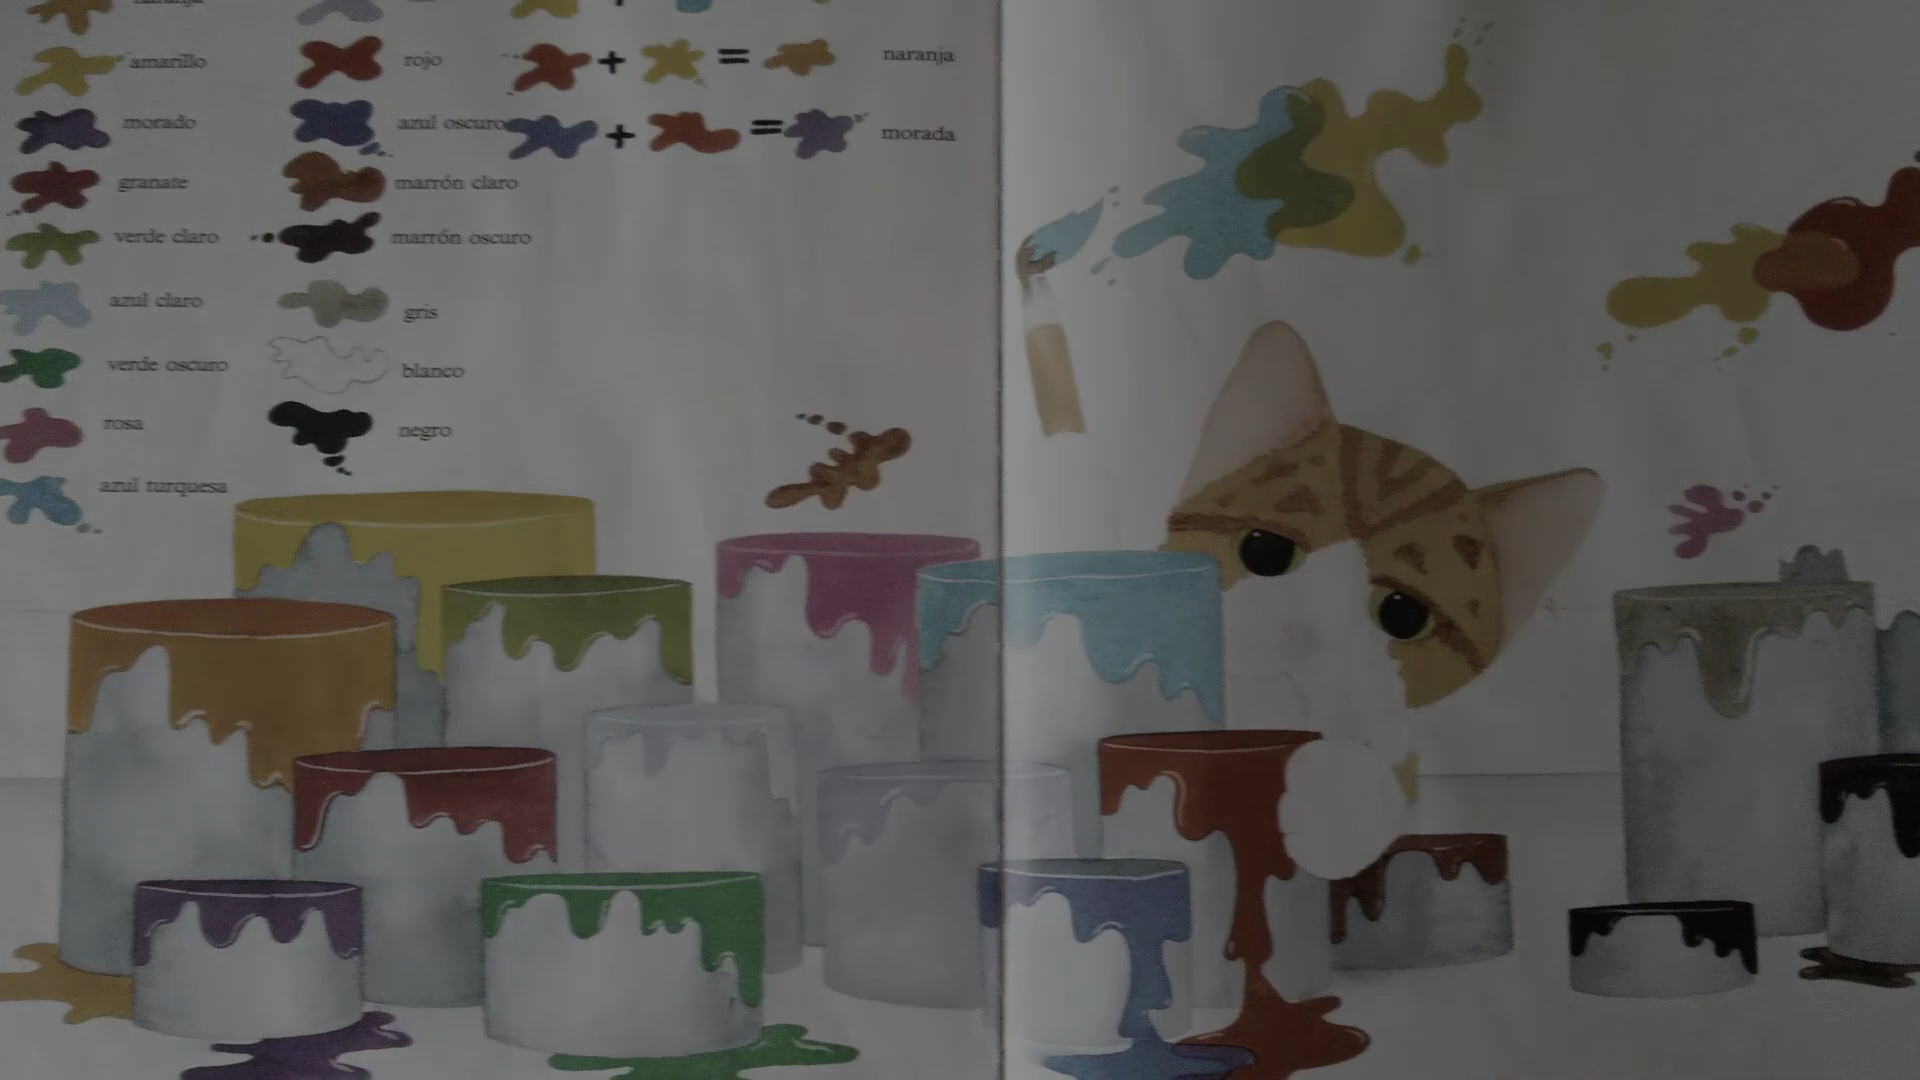 naranja
amarillo
morado
granate
verde claro
azul claro
verde oscuro
rosa
azul turquesa
rojo
azul oscuro
marrón claro
marrón oscuro
gris
blanco
negro
+
+ = naranja
+ = morada